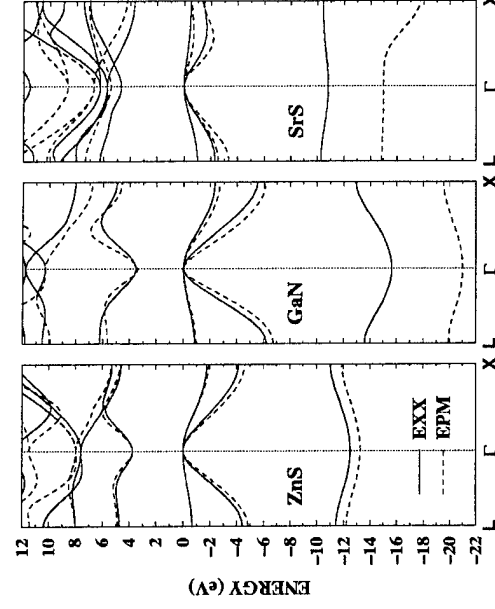 ENERGY (eV)
12
10
8
6
4
2
0
−2
−4
−6
−8
−10
−12
−14
−16
−18
−20
−22
ZnS
GaN
SrS
EXX
EPM
L Γ X
L Γ X
L Γ X